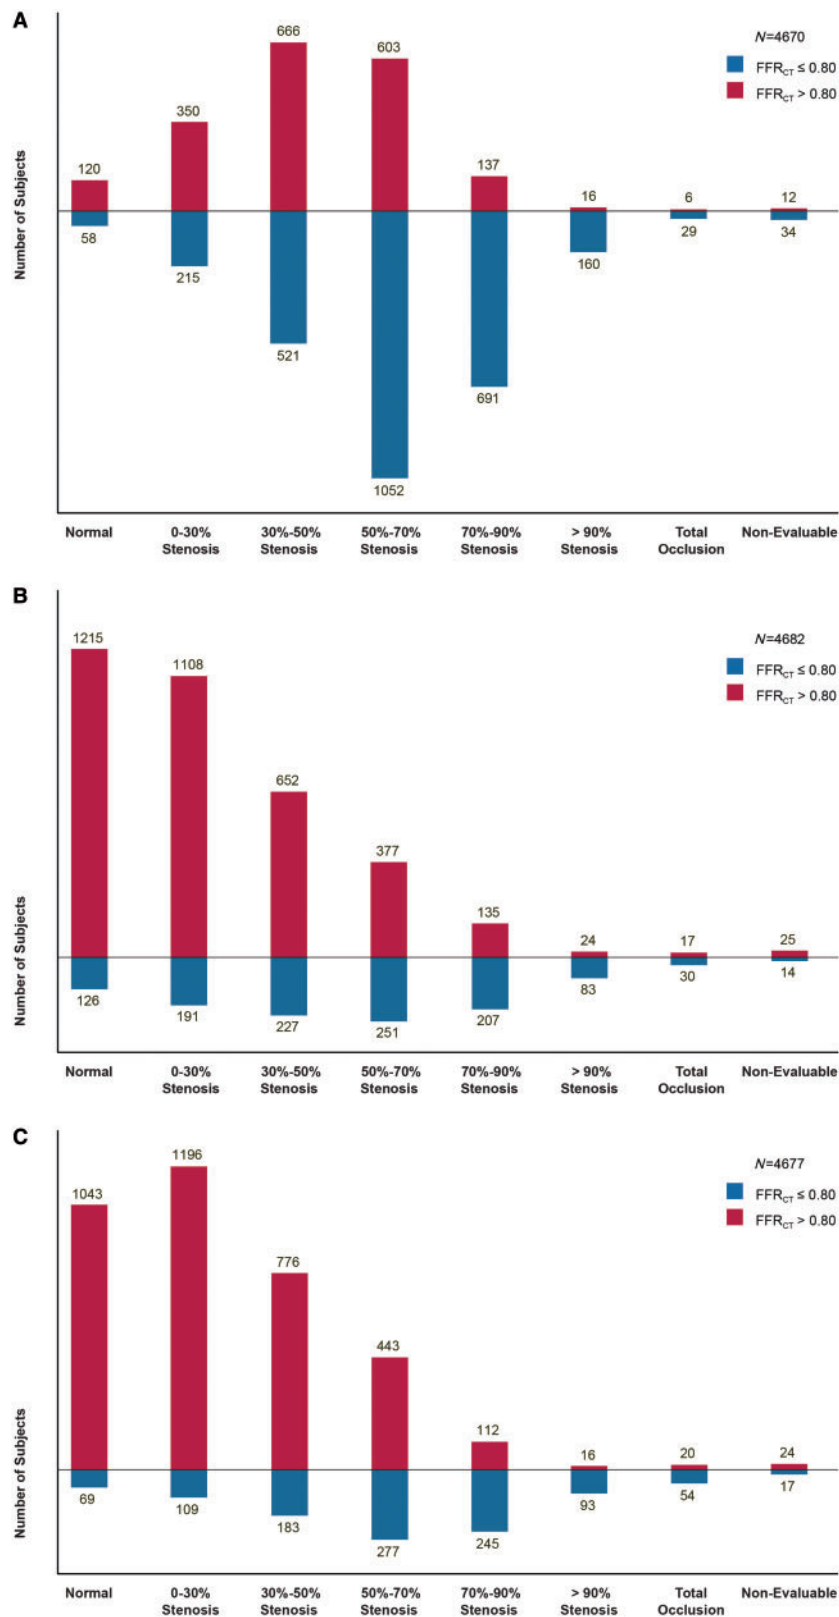 A
N=4670
FFRCT ≤ 0.80
FFRCT > 0.80
Number of Subjects
120 350 666 603 137 16 6 12
58 215 521 1052 691 160 29 34
Normal 0-30% Stenosis 30%-50% Stenosis 50%-70% Stenosis 70%-90% Stenosis > 90% Stenosis Total Occlusion Non-Evaluable
B
N=4682
FFRCT ≤ 0.80
FFRCT > 0.80
Number of Subjects
1215 1108 652 377 135 24 17 25
126 191 227 251 207 83 30 14
Normal 0-30% Stenosis 30%-50% Stenosis 50%-70% Stenosis 70%-90% Stenosis > 90% Stenosis Total Occlusion Non-Evaluable
C
N=4677
FFRCT ≤ 0.80
FFRCT > 0.80
Number of Subjects
1043 1196 776 443 112 16 20 24
69 109 183 277 245 93 54 17
Normal 0-30% Stenosis 30%-50% Stenosis 50%-70% Stenosis 70%-90% Stenosis > 90% Stenosis Total Occlusion Non-Evaluable